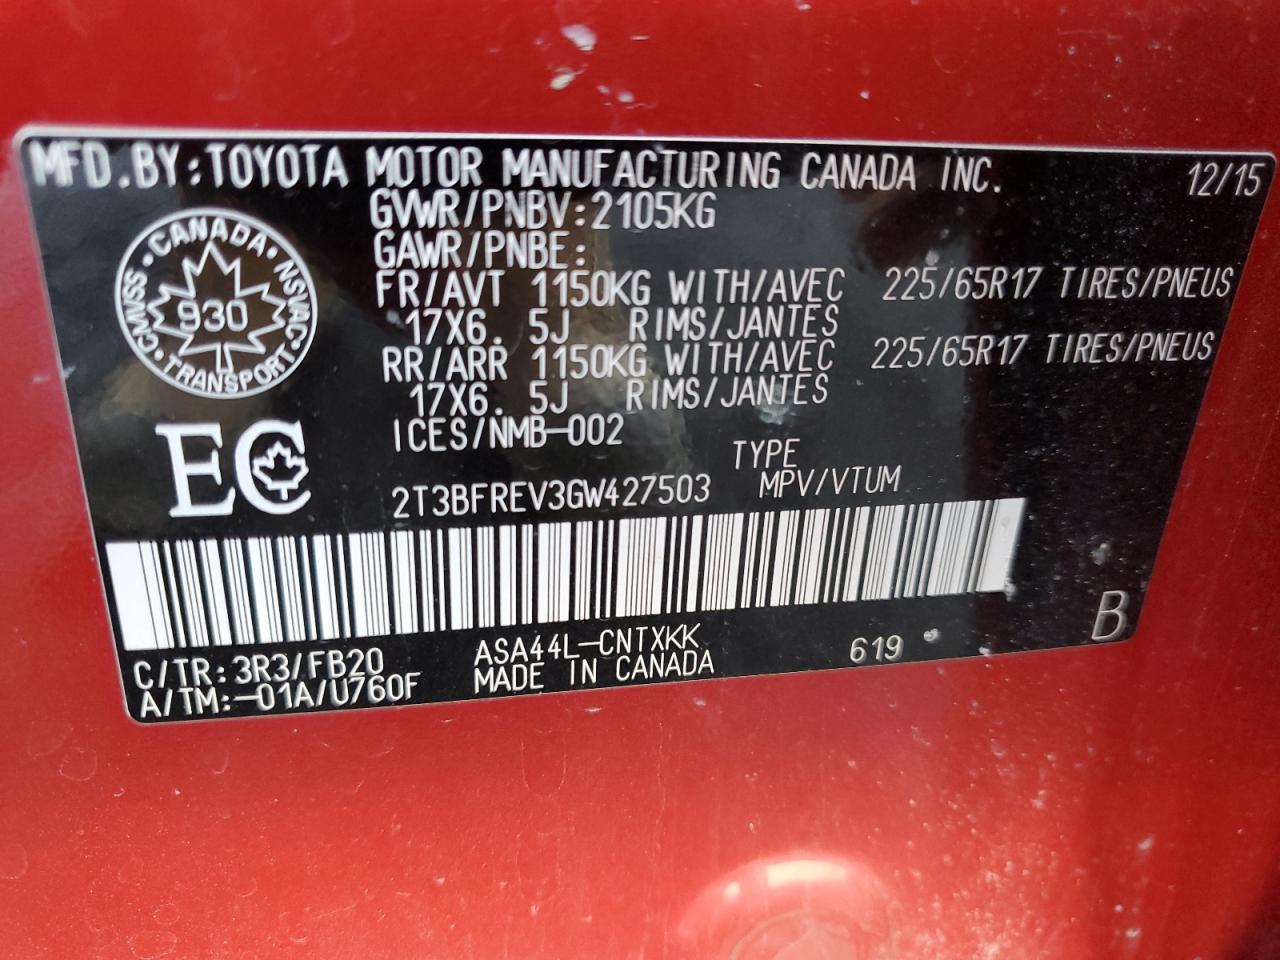 MFD.BY:TOYOTA MOTOR MANUFACTURING CANADA INC. 12/15
GVWR/PNBV:2105KG
GAWR/PNBE:
FR/AVT 1150KG WITH/AVEC 225/65R17 TIRES/PNEUS
17X6. 5J RIMS/JANTES
RR/ARR 1150KG WITH/AVEC 225/65R17 TIRES/PNEUS
17X6. 5J RIMS/JANTES
ICES/NMB-002
CANADA
CMVSS NSVAC
930
TRANSPORT
EC
TYPE
2T3BFREV3GW427503 MPV/VTUM
C/TR:3R3/FB20 ASA44L-CNTXKK 619 B
A/TM:-01A/U760F MADE IN CANADA